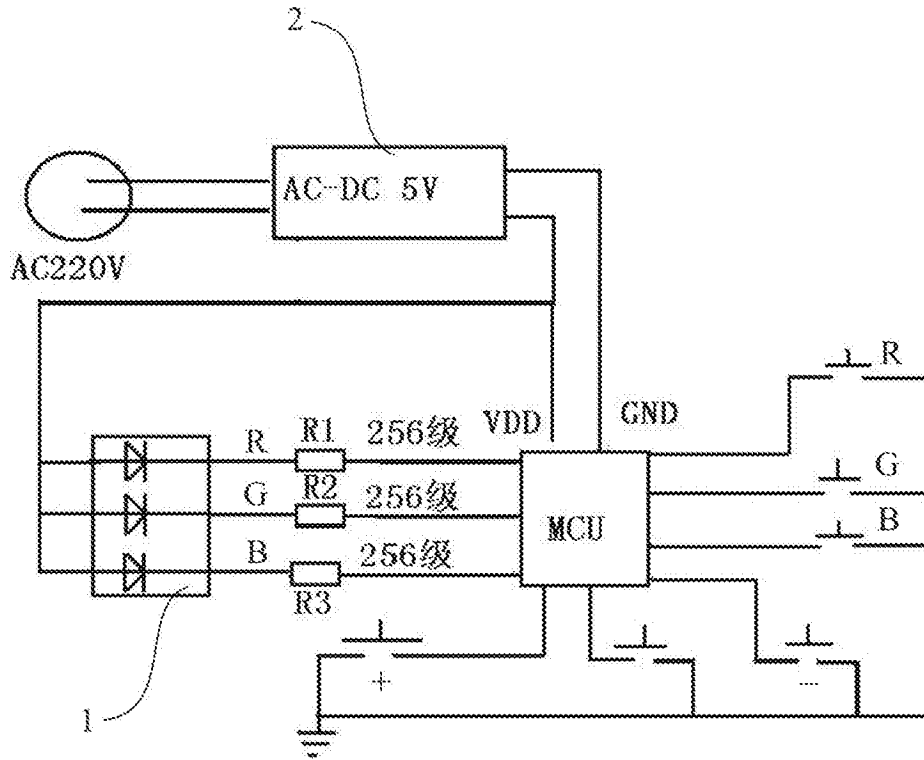 2
AC-DC 5V
AC220V
R
VDD
GND
R
R1
256级
G
R2
256级
G
B
MCU
B
256级
R3
+
—
1